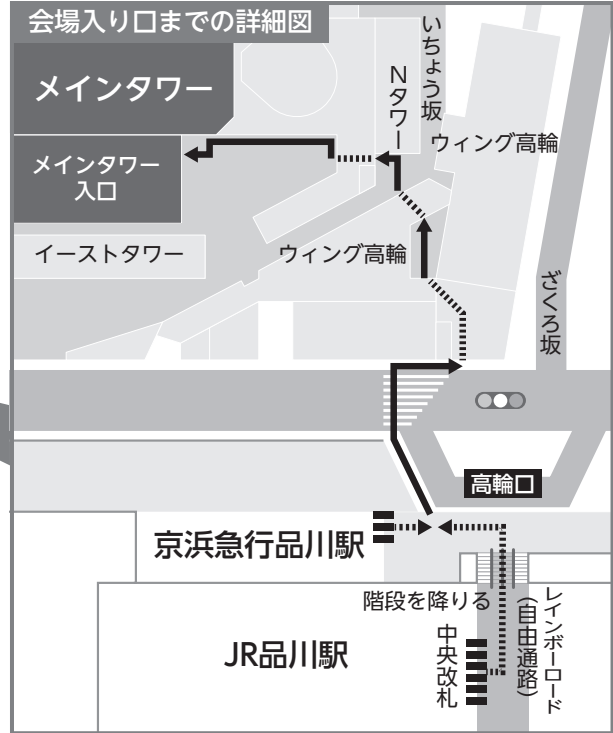 会場入り口までの詳細図
メインタワー
いちょう坂
Nタワー
ウィング高輪
メインタワー
入口
イーストタワー
ウィング高輪
ざくろ坂
高輪口
京浜急行品川駅
階段を降りる
レインボーロード
（自由通路）
中央改札
JR品川駅